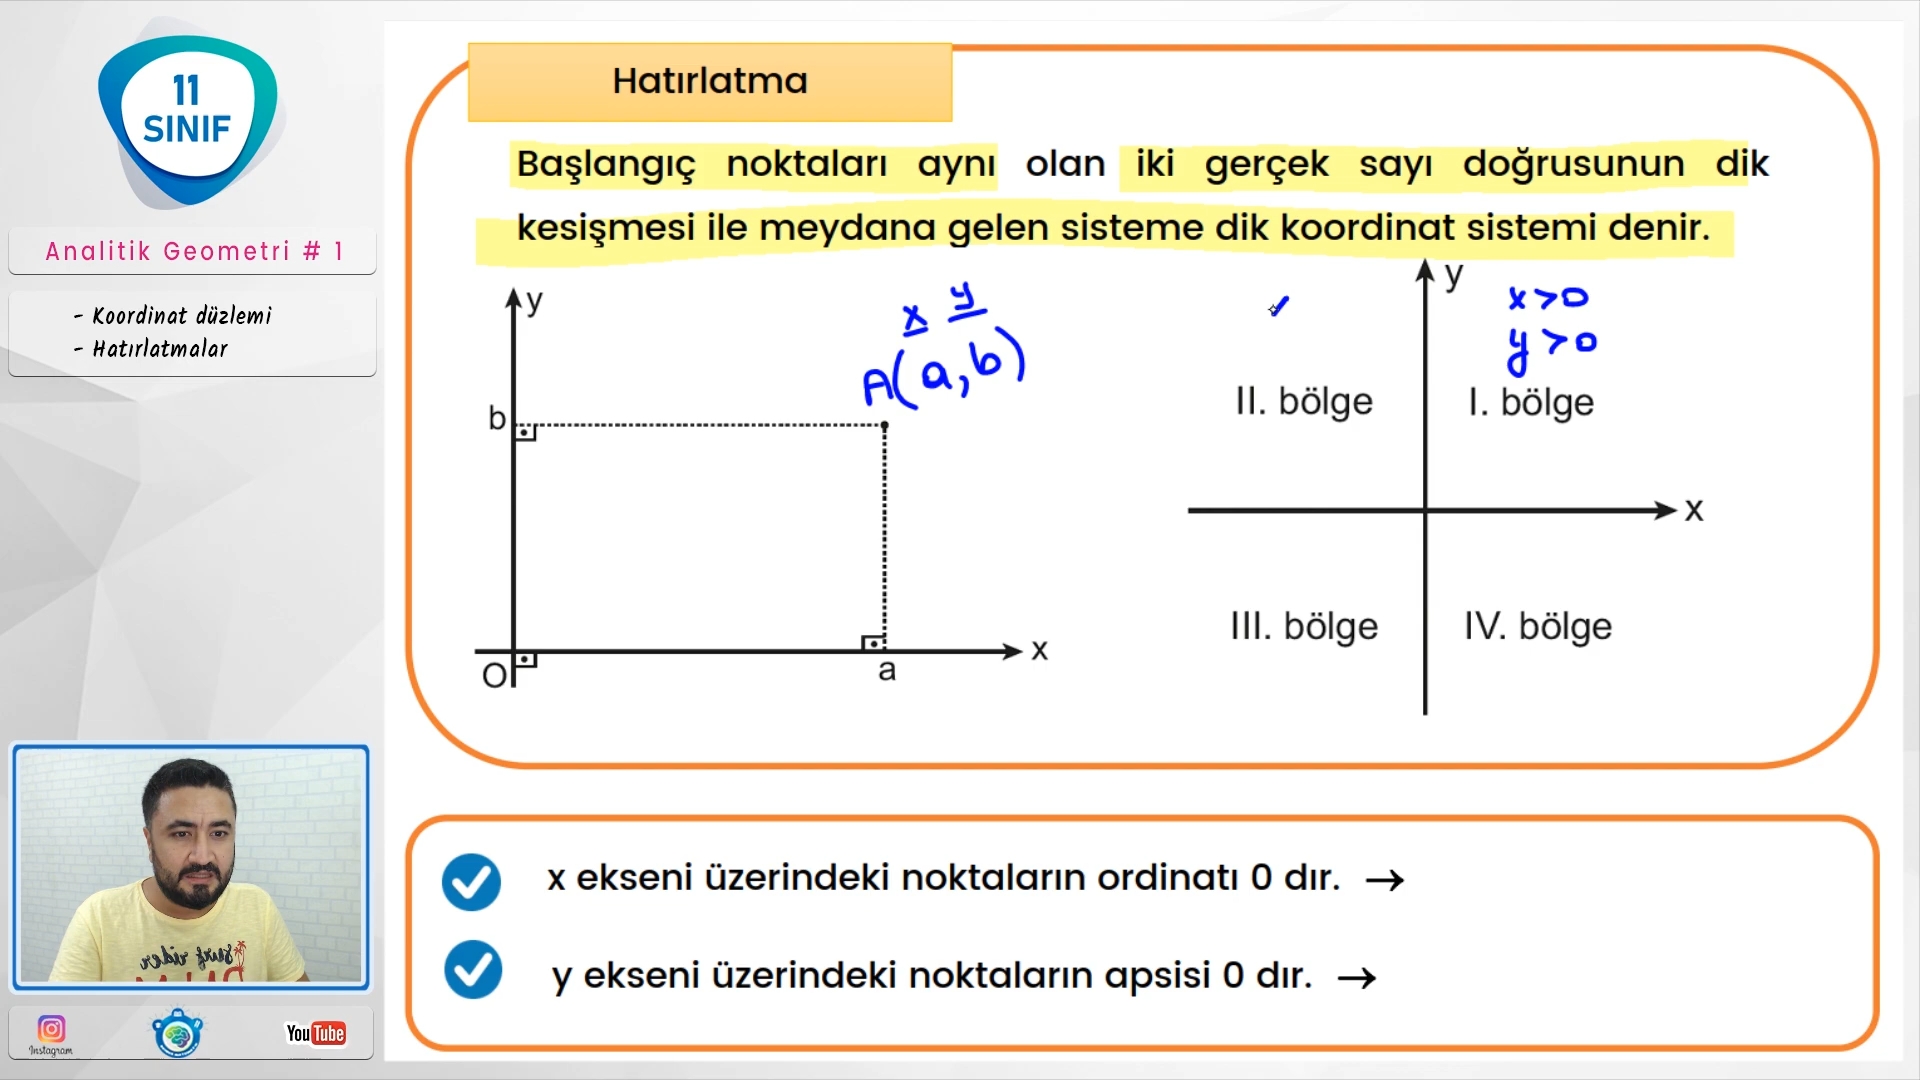 11
SINIF
Analitik Geometri # 1
- Koordinat düzlemi
- Hatırlatmalar
Hatırlatma
Başlangıç noktaları aynı olan iki gerçek sayı doğrusunun dik
kesişmesi ile meydana gelen sisteme dik koordinat sistemi denir.
y
x y
A(a,b)
b
O
a
x
y
x>0
y>0
II. bölge
I. bölge
x
III. bölge
IV. bölge
x ekseni üzerindeki noktaların ordinatı 0 dır. →
y ekseni üzerindeki noktaların apsisi 0 dır. →
Surf rider
Instagram
YouTube